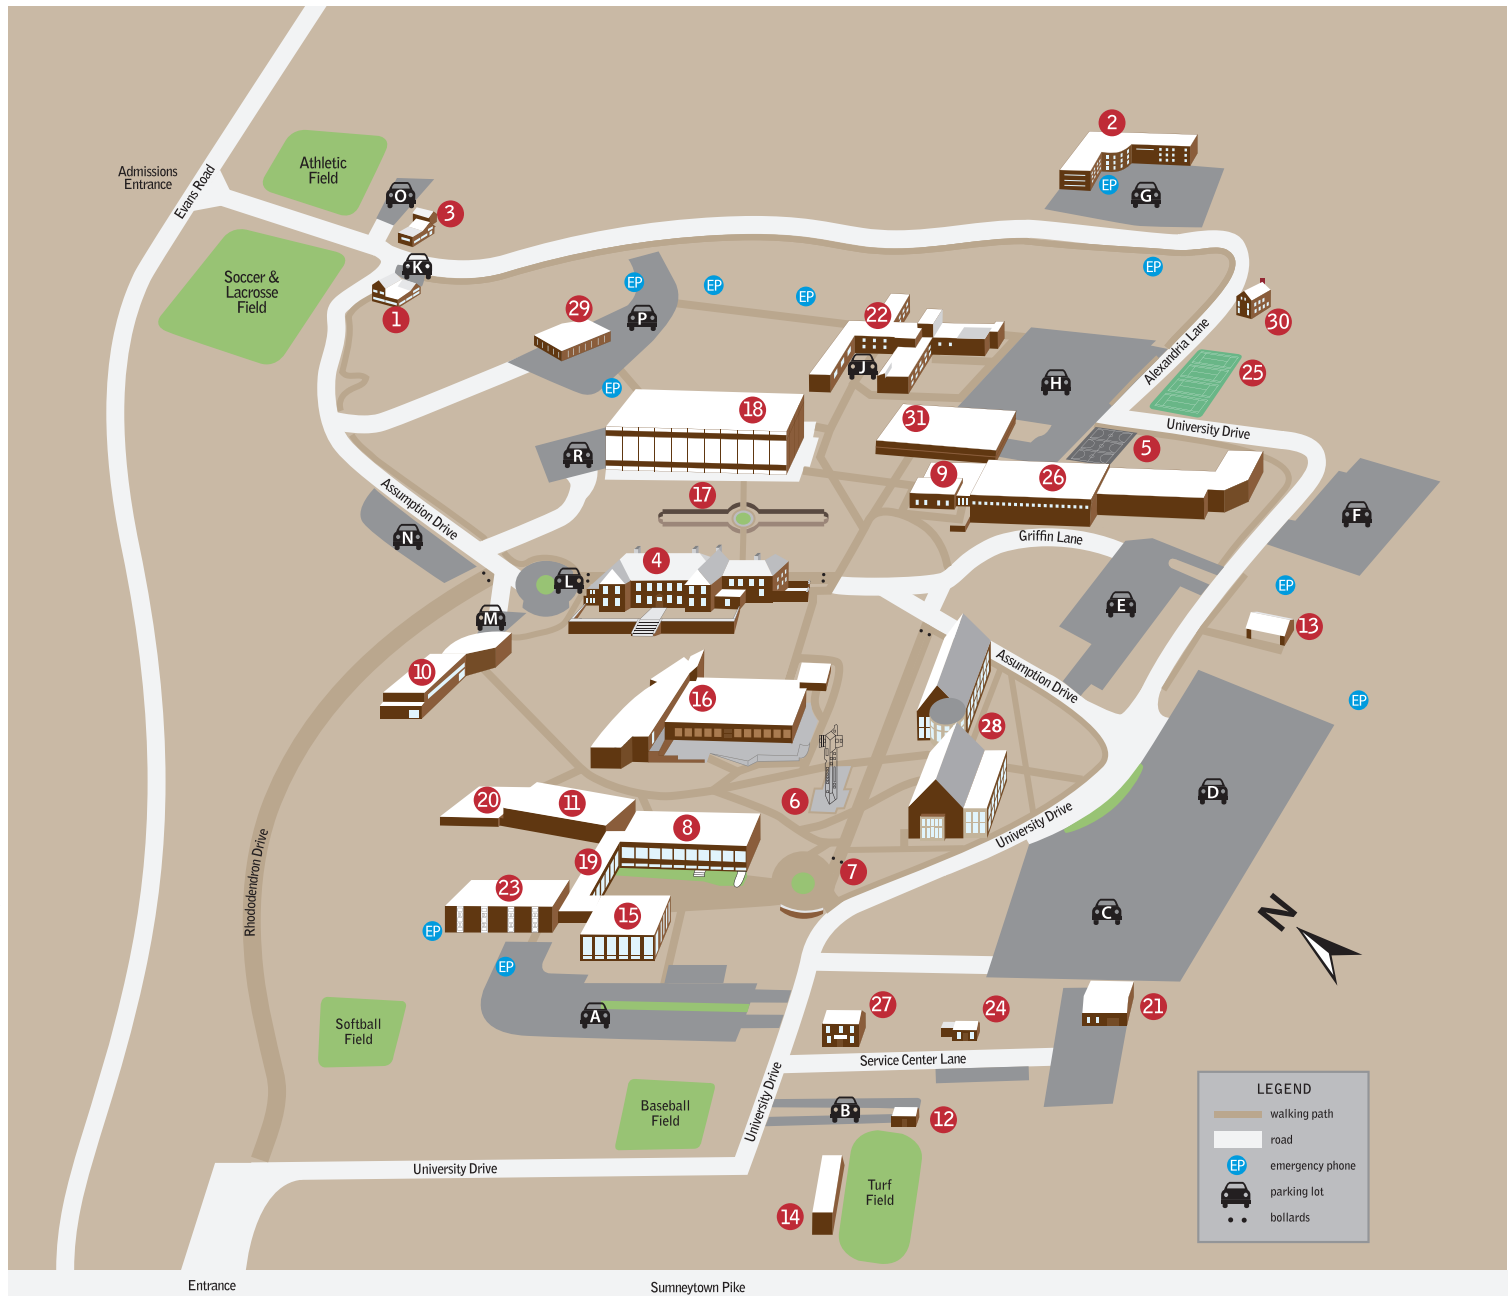 2
Athletic
Field
Admissions
Entrance
EP
G
O
Evans Road
3
K
EP
Soccer &
Lacrosse
Field
EP
EP
EP
1
29
P
22
30
Alexandria Lane
J
H
25
EP
18
31
University Drive
R
5
9
26
17
Assumption Drive
F
N
Griffin Lane
4
L
EP
E
M
13
10
Assumption Drive
16
EP
28
D
20
11
6
University Drive
8
19
7
Rhododendron Drive
23
15
C
N
EP
EP
27
24
21
A
Softball
Field
Service Center Lane
LEGEND
walking path
road
EP
emergency phone
parking lot
bollards
University Drive
Baseball
Field
B
12
University Drive
Turf
Field
14
Entrance
Sumneytown Pike